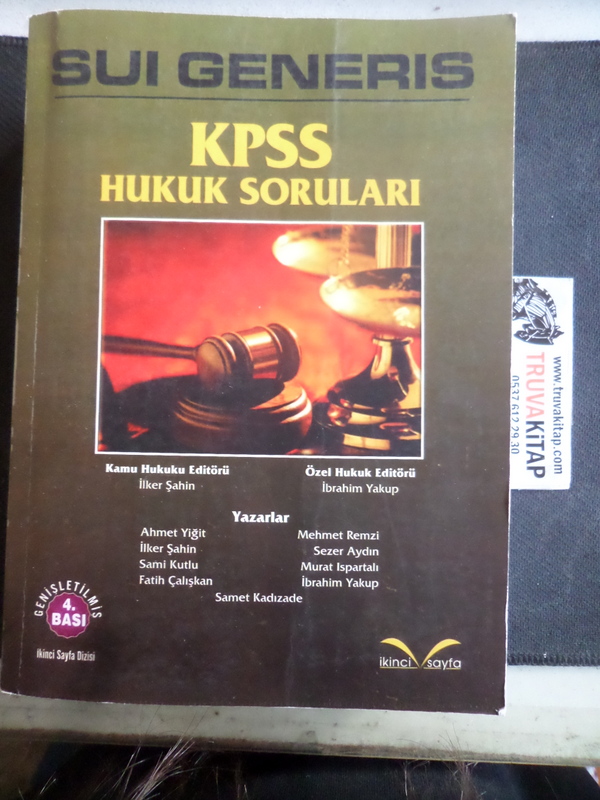 SUI GENERIS
KPSS
HUKUK SORULARI
Kamu Hukuku Editörü
İlker Şahin
Özel Hukuk Editörü
İbrahim Yakup
Yazarlar
Ahmet Yiğit
İlker Şahin
Sami Kutlu
Fatih Çalışkan
Mehmet Remzi
Sezer Aydın
Murat Ispartalı
İbrahim Yakup
Samet Kadızade
GENİŞLETİLMİŞ
4.
BASI
İkinci Sayfa Dizisi
ikinci sayfa
www.truvakitap.com
TRUVAKİTAP
0537 612 29 30